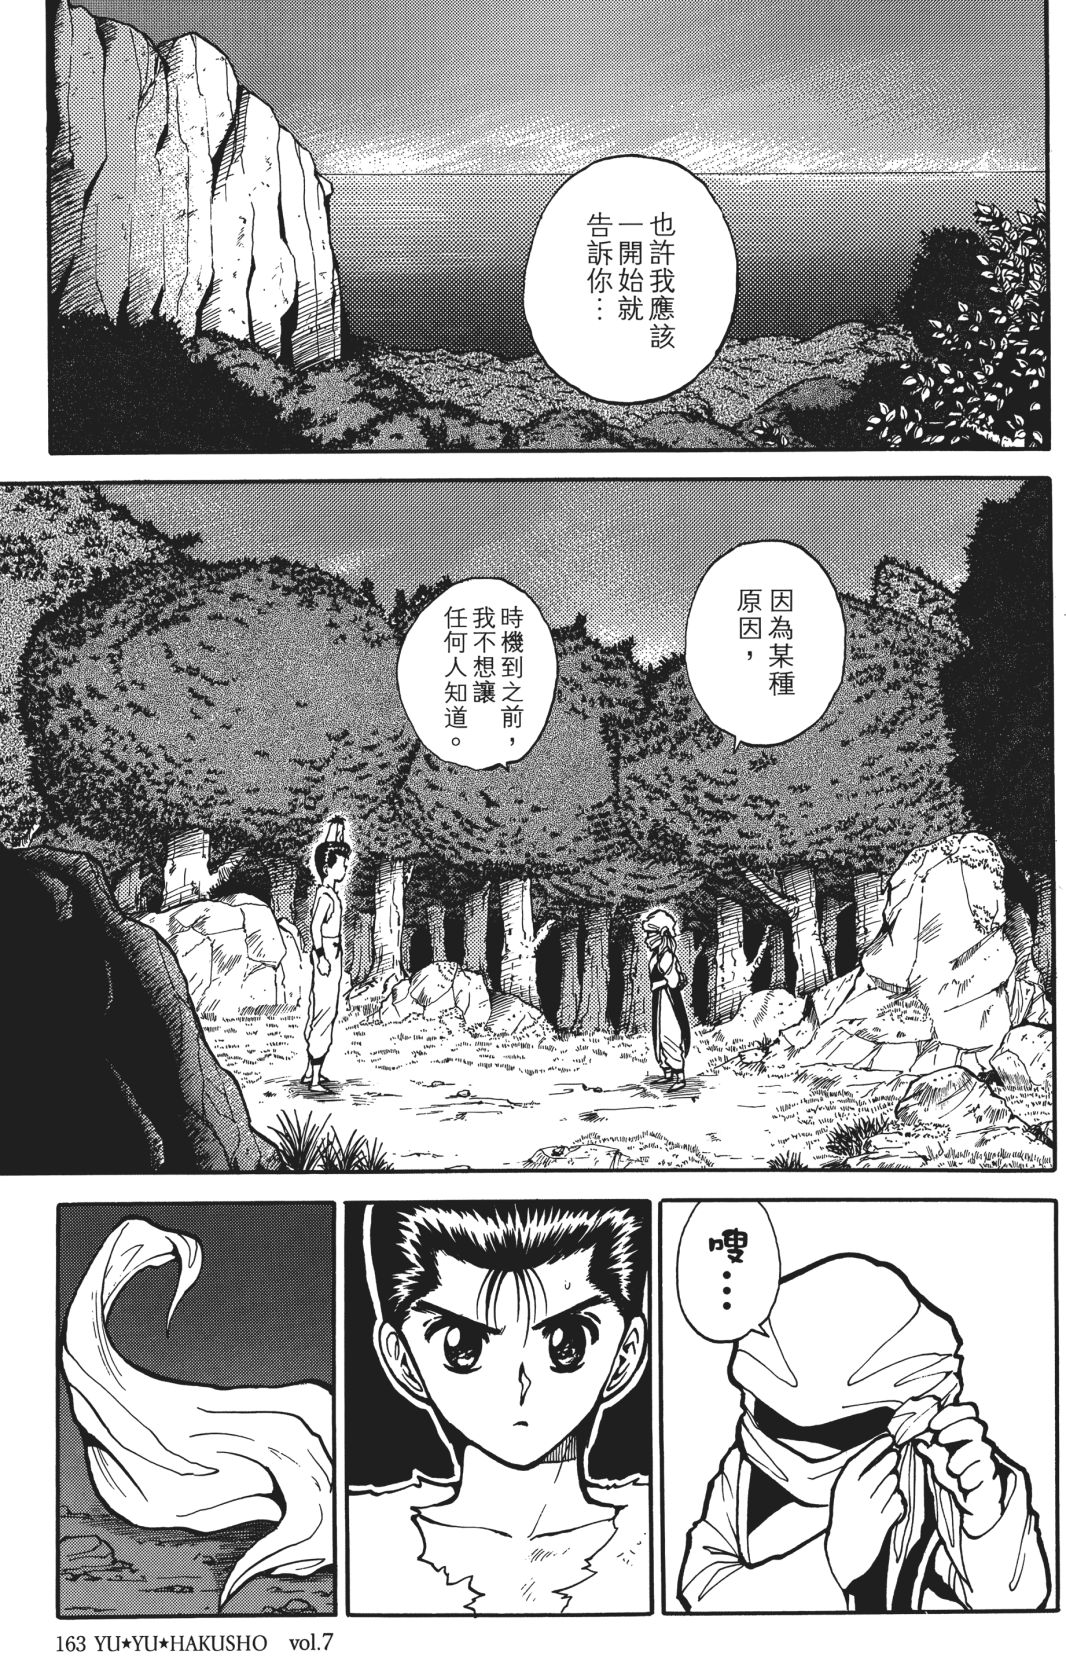 也許我應該
一開始就
告訴你…
因為某種
原因，
時機到之前，
我不想讓
任何人知道。
嗖…
163 YU★YU★HAKUSHO vol.7